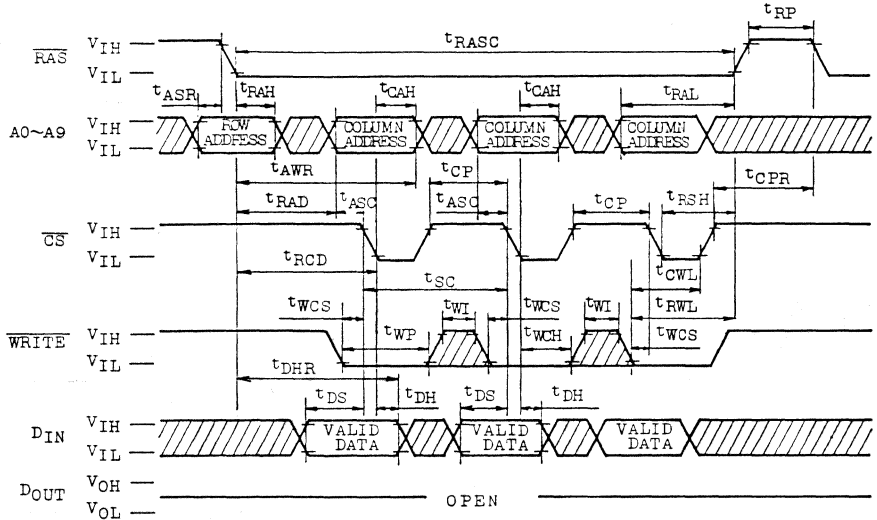 tRP
RAS VIH tRASC
VIL
tASR tRAH tCAH tCAH tRAL
A0~A9 VIH ROW ADDRESS COLUMN ADDRESS COLUMN ADDRESS COLUMN ADDRESS
VIL
tAWR tCP tCPR
tRAD tASC tASC tCP tRSH
CS VIH
VIL
tRCD tSC tCWL
tWCS tWI tWCS tWI tRWL
WRITE VIH tWP tWCH tWCS
VIL
tDHR
tDS tDH tDS tDH
DIN VIH VALID DATA VALID DATA VALID DATA
VIL
DOUT VOH OPEN
VOL